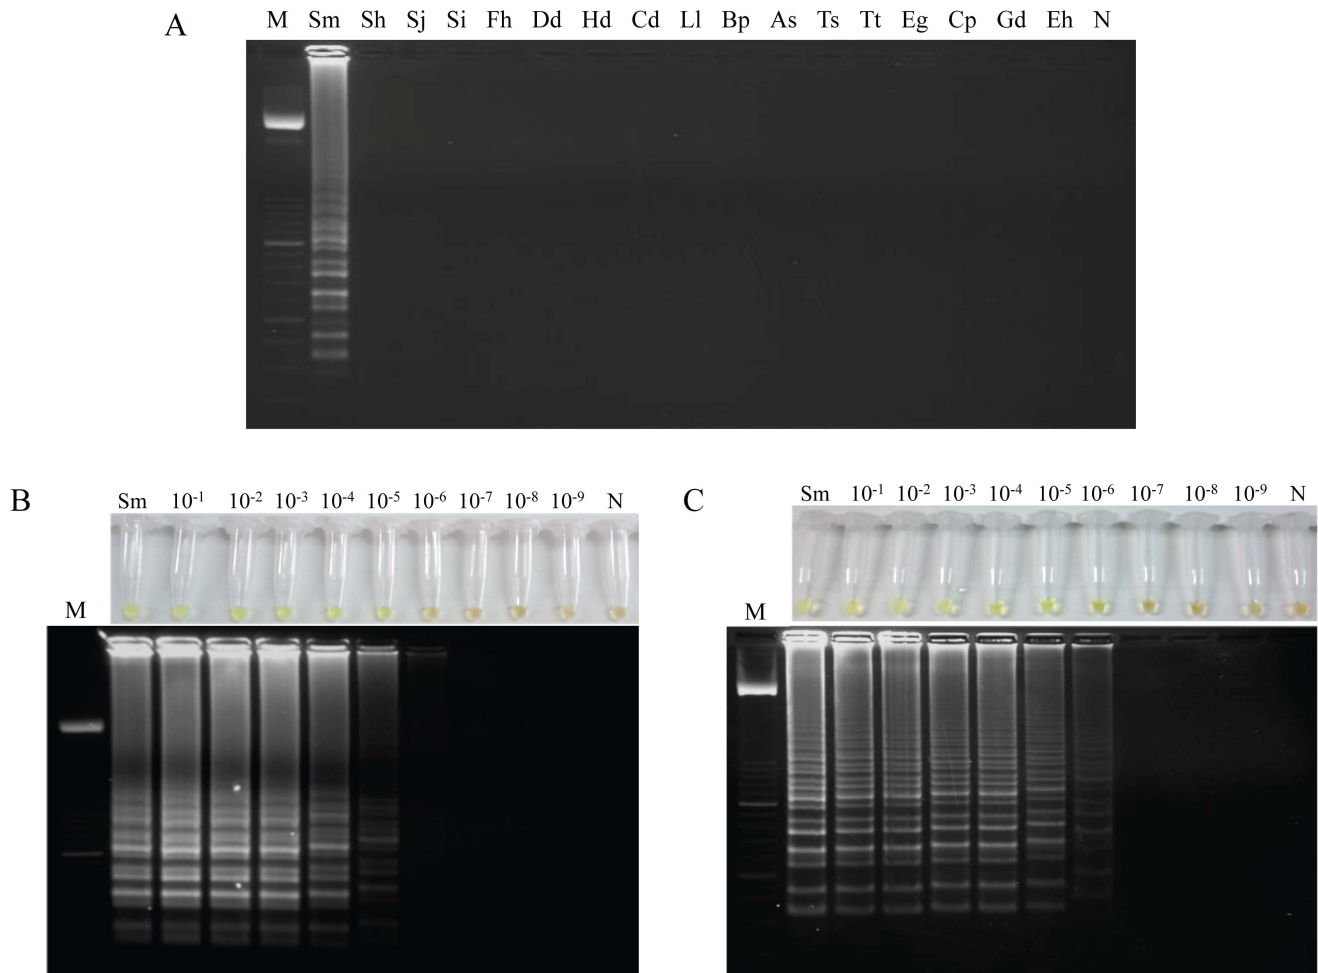 A
M Sm Sh Sj Si Fh Dd Hd Cd Ll Bp As Ts Tt Eg Cp Gd Eh N
B
Sm 10⁻¹ 10⁻² 10⁻³ 10⁻⁴ 10⁻⁵ 10⁻⁶ 10⁻⁷ 10⁻⁸ 10⁻⁹ N
M
C
Sm 10⁻¹ 10⁻² 10⁻³ 10⁻⁴ 10⁻⁵ 10⁻⁶ 10⁻⁷ 10⁻⁸ 10⁻⁹ N
M